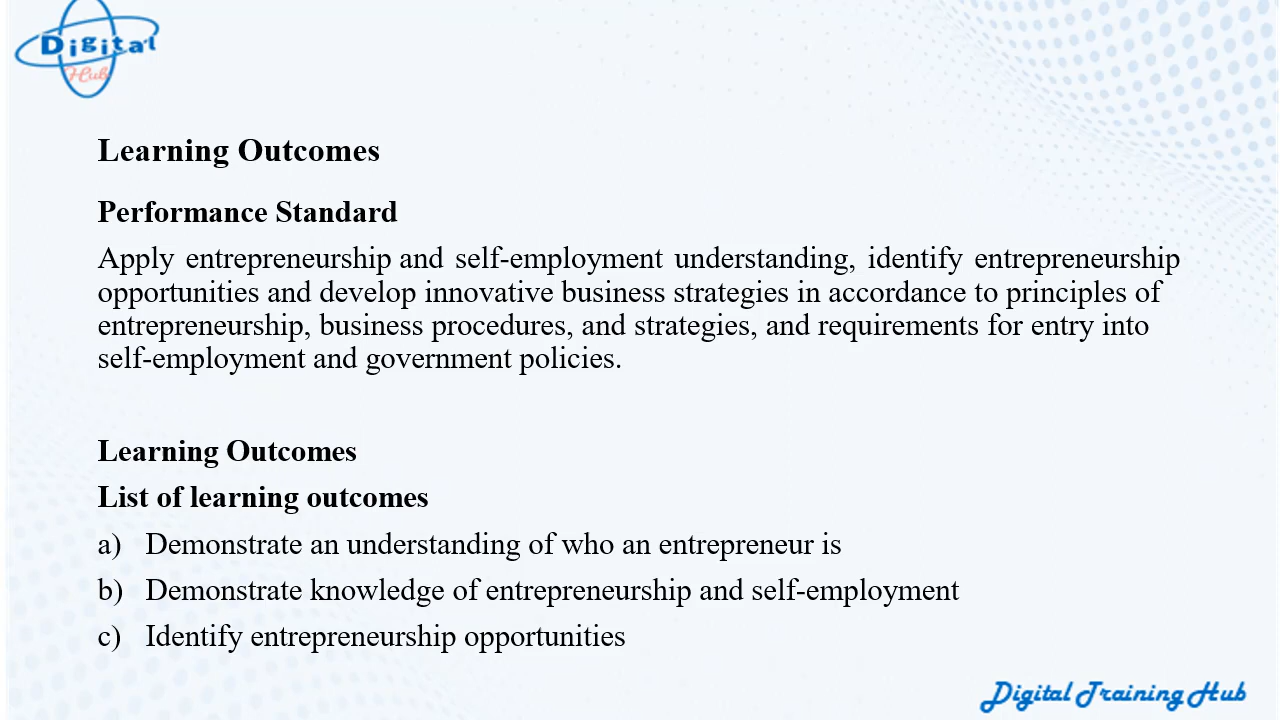 Digital
Hub
Learning Outcomes
Performance Standard
Apply entrepreneurship and self-employment understanding, identify entrepreneurship
opportunities and develop innovative business strategies in accordance to principles of
entrepreneurship, business procedures, and strategies, and requirements for entry into
self-employment and government policies.
Learning Outcomes
List of learning outcomes
a) Demonstrate an understanding of who an entrepreneur is
b) Demonstrate knowledge of entrepreneurship and self-employment
c) Identify entrepreneurship opportunities
Digital Training Hub